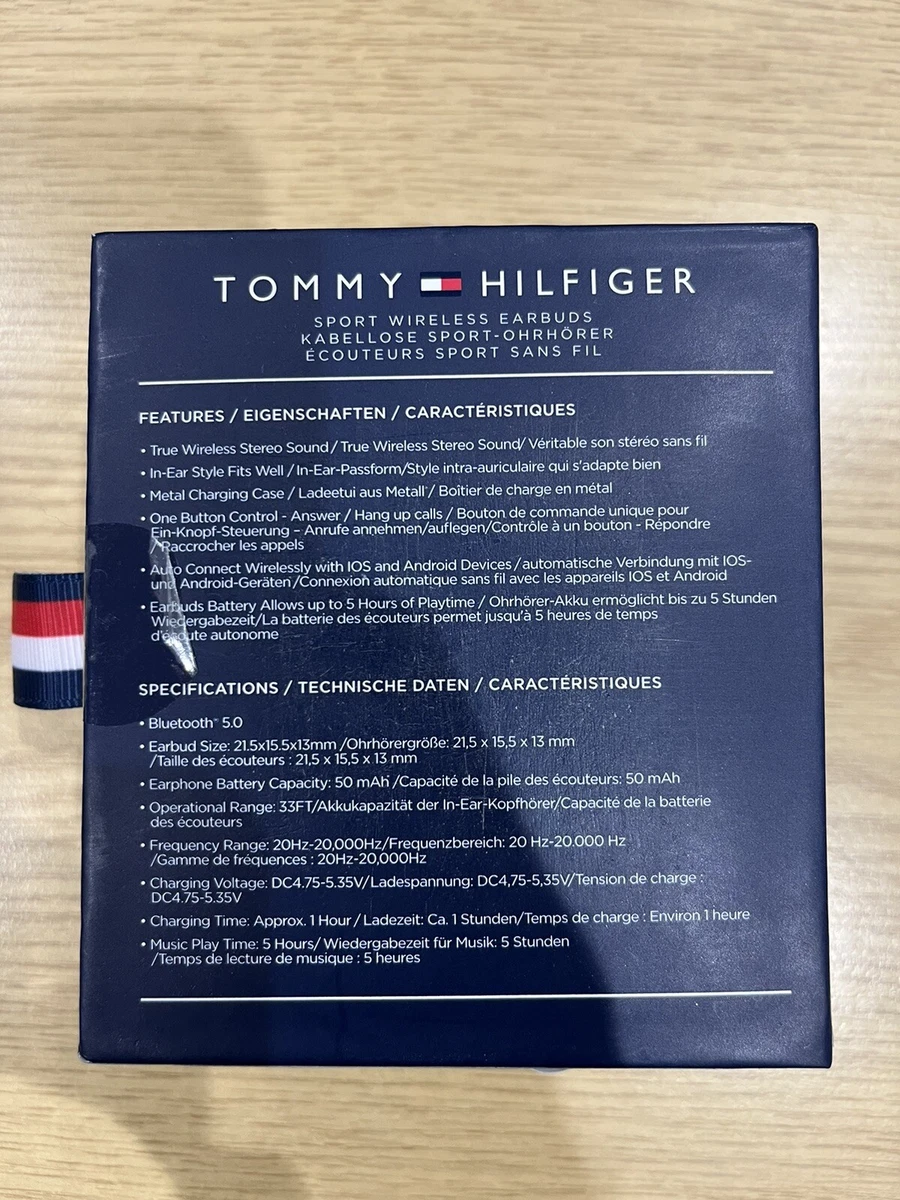 TOMMY HILFIGER
SPORT WIRELESS EARBUDS
KABELLOSE SPORT-OHRHÖRER
ÉCOUTEURS SPORT SANS FIL
FEATURES / EIGENSCHAFTEN / CARACTÉRISTIQUES
• True Wireless Stereo Sound / True Wireless Stereo Sound/ Véritable son stéréo sans fil
• In-Ear Style Fits Well / In-Ear-Passform/Style intra-auriculaire qui s'adapte bien
• Metal Charging Case / Ladeetui aus Metall / Boîtier de charge en métal
• One Button Control - Answer / Hang up calls / Bouton de commande unique pour
Ein-Knopf-Steuerung – Anrufe annehmen/auflegen/Contrôle à un bouton - Répondre
/ Raccrocher les appels
• Auto Connect Wirelessly with IOS and Android Devices / automatische Verbindung mit IOS-
und Android-Geräten /Connexion automatique sans fil avec les appareils IOS et Android
• Earbuds Battery Allows up to 5 Hours of Playtime / Ohrhörer-Akku ermöglicht bis zu 5 Stunden
Wiedergabezeit/La batterie des écouteurs permet jusqu'à 5 heures de temps
d'écoute autonome
SPECIFICATIONS / TECHNISCHE DATEN / CARACTÉRISTIQUES
• Bluetooth™ 5.0
• Earbud Size: 21.5x15.5x13mm /Ohrhörergröße: 21,5 x 15,5 x 13 mm
/Taille des écouteurs : 21,5 x 15,5 x 13 mm
• Earphone Battery Capacity: 50 mAh /Capacité de la pile des écouteurs: 50 mAh
• Operational Range: 33FT/Akkukapazität der In-Ear-Kopfhörer/Capacité de la batterie
des écouteurs
• Frequency Range: 20Hz-20,000Hz/Frequenzbereich: 20 Hz-20.000 Hz
/Gamme de fréquences : 20Hz-20,000Hz
• Charging Voltage: DC4.75-5.35V/Ladespannung: DC4,75-5,35V/Tension de charge :
DC4.75-5.35V
• Charging Time: Approx. 1 Hour / Ladezeit: Ca. 1 Stunden/Temps de charge : Environ 1 heure
• Music Play Time: 5 Hours/ Wiedergabezeit für Musik: 5 Stunden
/Temps de lecture de musique : 5 heures